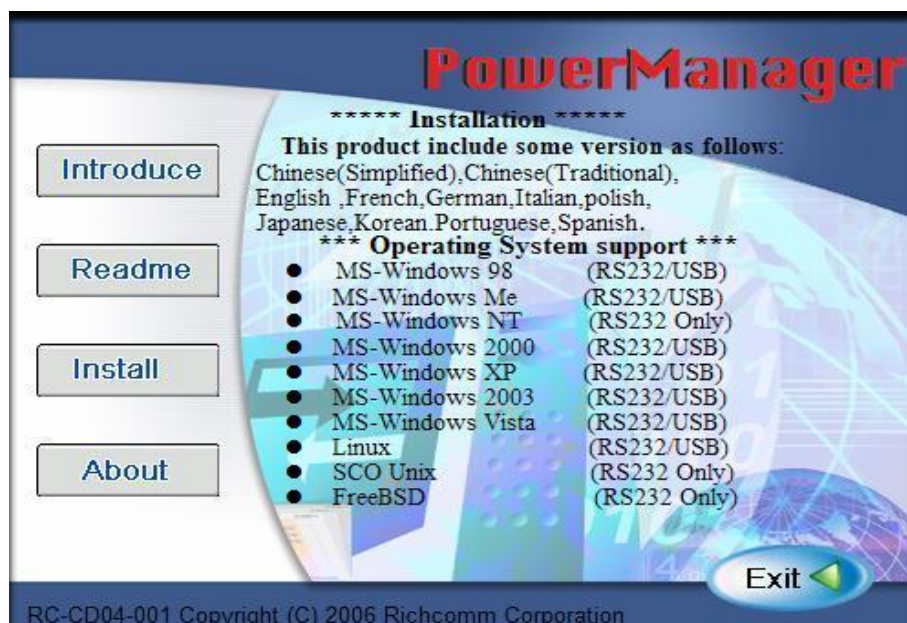 PowerManager
***** Installation *****
This product include some version as follows:
Chinese(Simplified),Chinese(Traditional),
English ,French,German,Italian,polish,
Japanese,Korean.Portuguese,Spanish.
*** Operating System support ***
● MS-Windows 98 (RS232/USB)
● MS-Windows Me (RS232/USB)
● MS-Windows NT (RS232 Only)
● MS-Windows 2000 (RS232/USB)
● MS-Windows XP (RS232/USB)
● MS-Windows 2003 (RS232/USB)
● MS-Windows Vista (RS232/USB)
● Linux (RS232/USB)
● SCO Unix (RS232 Only)
● FreeBSD (RS232 Only)
Introduce
Readme
Install
About
Exit
RC-CD04-001 Copyright (C) 2006 Richcomm Corporation